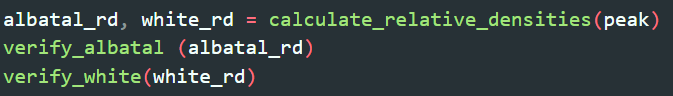 albatal_rd, white_rd = calculate_relative_densities(peak)
verify_albatal (albatal_rd)
verify_white(white_rd)